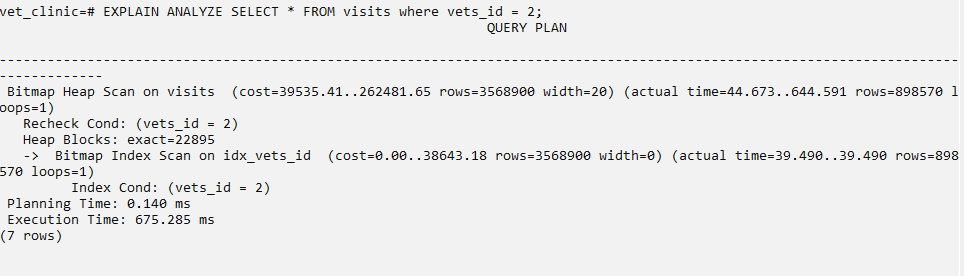 vet_clinic=# EXPLAIN ANALYZE SELECT * FROM visits where vets_id = 2;
QUERY PLAN
------------------------------------------------------------------------------------------------------------------------
-------------
Bitmap Heap Scan on visits  (cost=39535.41..262481.65 rows=3568900 width=20) (actual time=44.673..644.591 rows=898570 l
oops=1)
   Recheck Cond: (vets_id = 2)
   Heap Blocks: exact=22895
   ->  Bitmap Index Scan on idx_vets_id  (cost=0.00..38643.18 rows=3568900 width=0) (actual time=39.490..39.490 rows=898
570 loops=1)
         Index Cond: (vets_id = 2)
 Planning Time: 0.140 ms
 Execution Time: 675.285 ms
(7 rows)